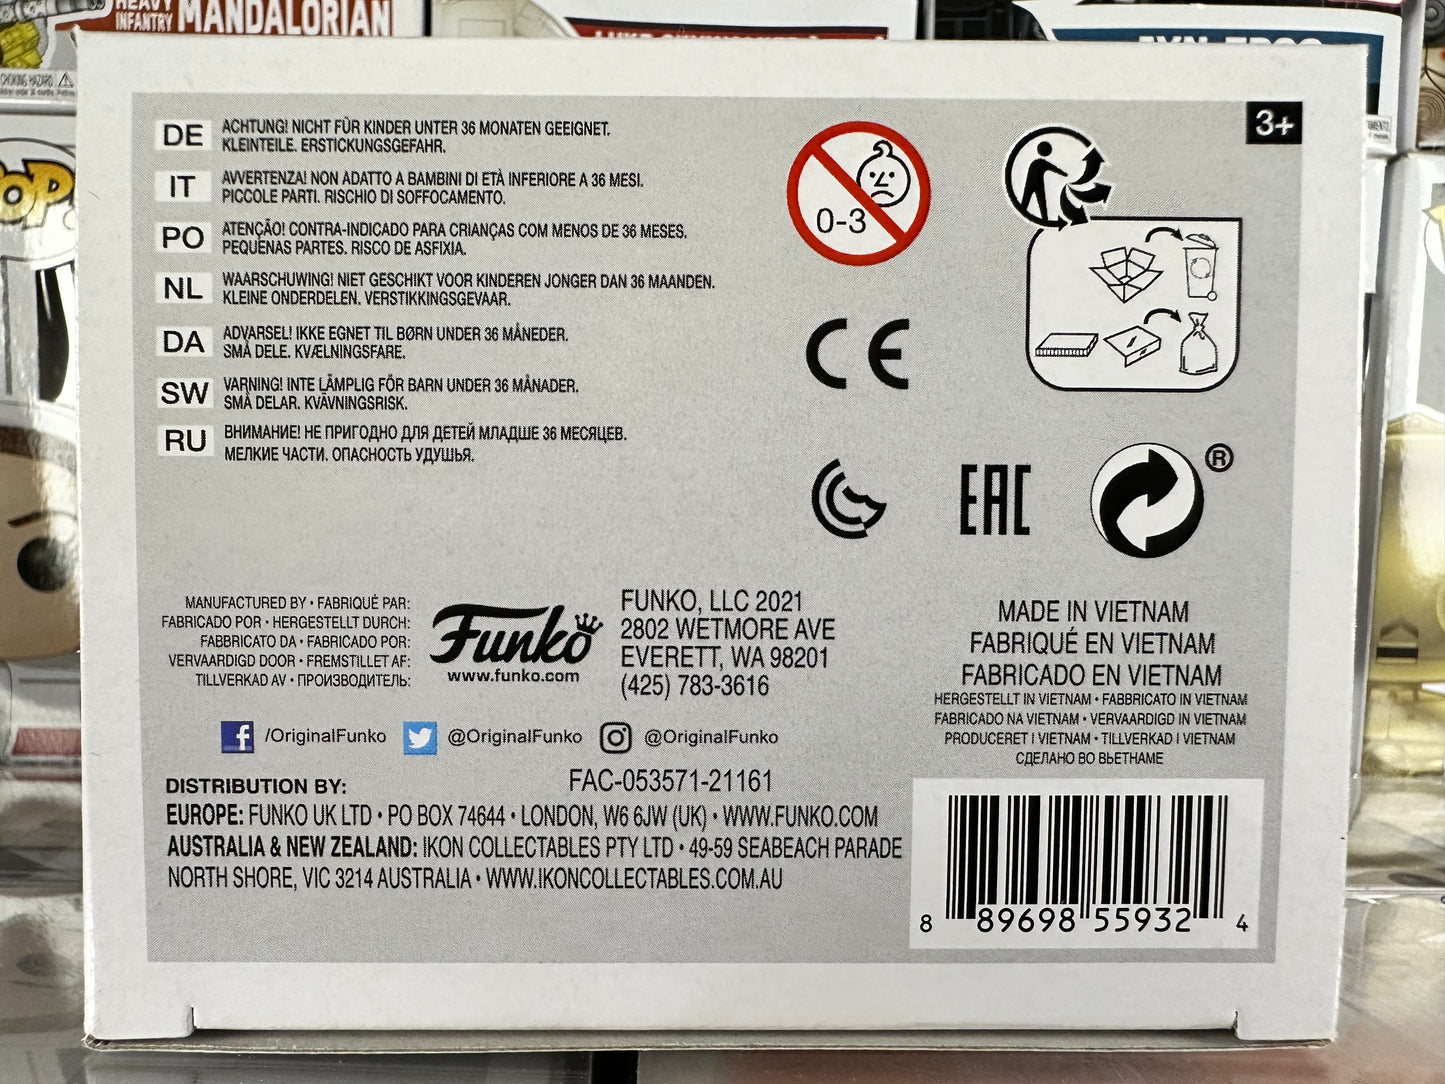 HEAVY
INFANTRY
MANDALORIAN
CHOKING HAZARD
3+
DE
ACHTUNG! NICHT FÜR KINDER UNTER 36 MONATEN GEEIGNET.
KLEINTEILE. ERSTICKUNGSGEFAHR.
IT
AVVERTENZA! NON ADATTO A BAMBINI DI ETÀ INFERIORE A 36 MESI.
PICCOLE PARTI. RISCHIO DI SOFFOCAMENTO.
PO
ATENÇÃO! CONTRA-INDICADO PARA CRIANÇAS COM MENOS DE 36 MESES.
PEQUENAS PARTES. RISCO DE ASFIXIA.
NL
WAARSCHUWING! NIET GESCHIKT VOOR KINDEREN JONGER DAN 36 MAANDEN.
KLEINE ONDERDELEN. VERSTIKKINGSGEVAAR.
DA
ADVARSEL! IKKE EGNET TIL BØRN UNDER 36 MÅNEDER.
SMÅ DELE. KVÆLNINGSFARE.
SW
VARNING! INTE LÄMPLIG FÖR BARN UNDER 36 MÅNADER.
SMÅ DELAR. KVÄVNINGSRISK.
RU
ВНИМАНИЕ! НЕ ПРИГОДНО ДЛЯ ДЕТЕЙ МЛАДШЕ 36 МЕСЯЦЕВ.
МЕЛКИЕ ЧАСТИ. ОПАСНОСТЬ УДУШЬЯ.
0-3
CE
EAC
®
MANUFACTURED BY • FABRIQUÉ PAR:
FABRICADO POR • HERGESTELLT DURCH:
FABBRICATO DA • FABRICADO POR:
VERVAARDIGD DOOR • FREMSTILLET AF:
TILLVERKAD AV • ПРОИЗВОДИТЕЛЬ:
Funko
www.funko.com
FUNKO, LLC 2021
2802 WETMORE AVE
EVERETT, WA 98201
(425) 783-3616
MADE IN VIETNAM
FABRIQUÉ EN VIETNAM
FABRICADO EN VIETNAM
HERGESTELLT IN VIETNAM • FABBRICATO IN VIETNAM
FABRICADO NA VIETNAM • VERVAARDIGD IN VIETNAM
PRODUCERET I VIETNAM • TILLVERKAD I VIETNAM
СДЕЛАНО ВО ВЬЕТНАМЕ
/OriginalFunko @OriginalFunko @OriginalFunko
FAC-053571-21161
DISTRIBUTION BY:
EUROPE: FUNKO UK LTD • PO BOX 74644 • LONDON, W6 6JW (UK) • WWW.FUNKO.COM
AUSTRALIA & NEW ZEALAND: IKON COLLECTABLES PTY LTD • 49-59 SEABEACH PARADE
NORTH SHORE, VIC 3214 AUSTRALIA • WWW.IKONCOLLECTABLES.COM.AU
8 89698 55932 4